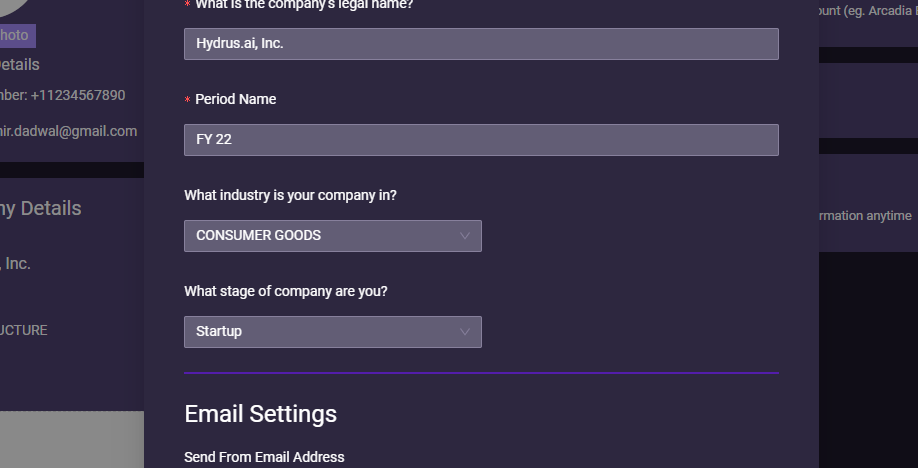 * What is the company's legal name?
Hydrus.ai, Inc.
* Period Name
FY 22
What industry is your company in?
CONSUMER GOODS
What stage of company are you?
Startup
Email Settings
Send From Email Address
hoto
etails
ber: +11234567890
ir.dadwal@gmail.com
ny Details
, Inc.
UCTURE
ount (eg. Arcadia
rmation anytime